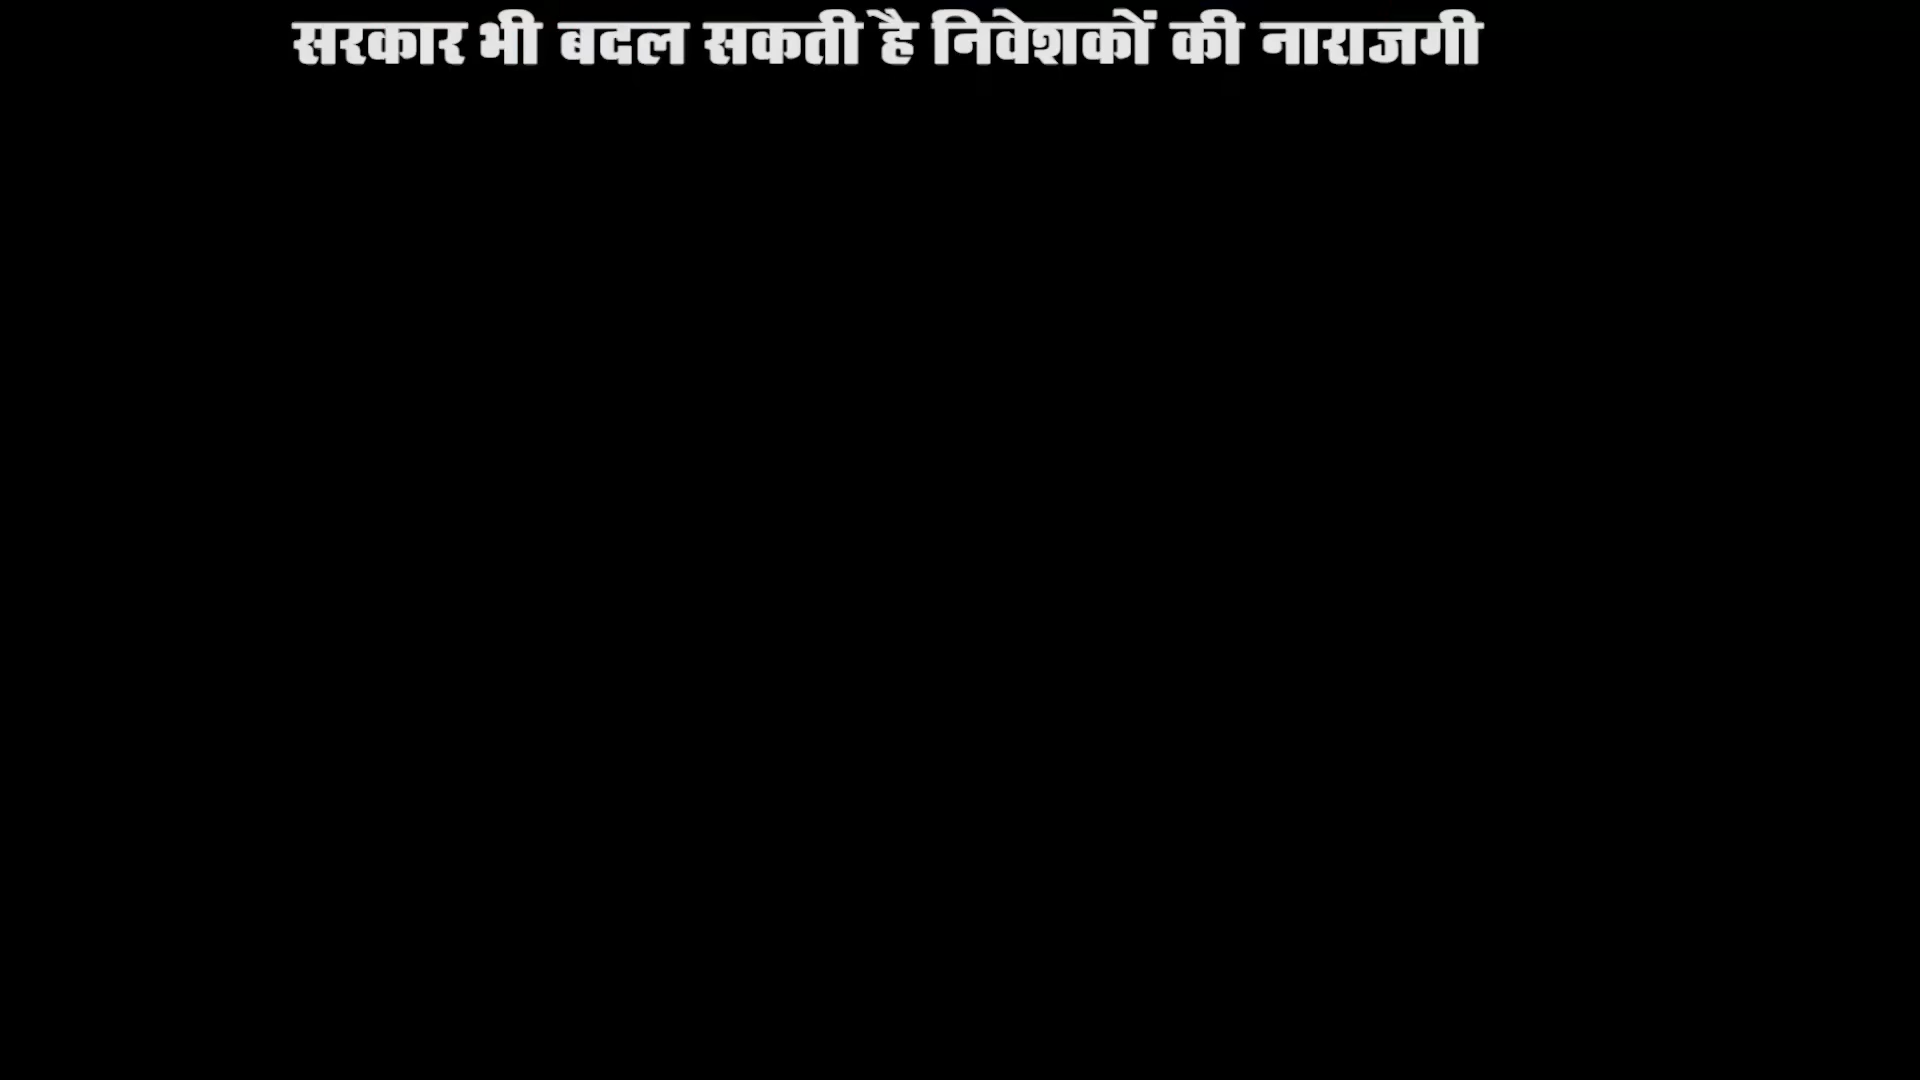 सरकार भी बदल सकती है निवेशकों की नाराजगी